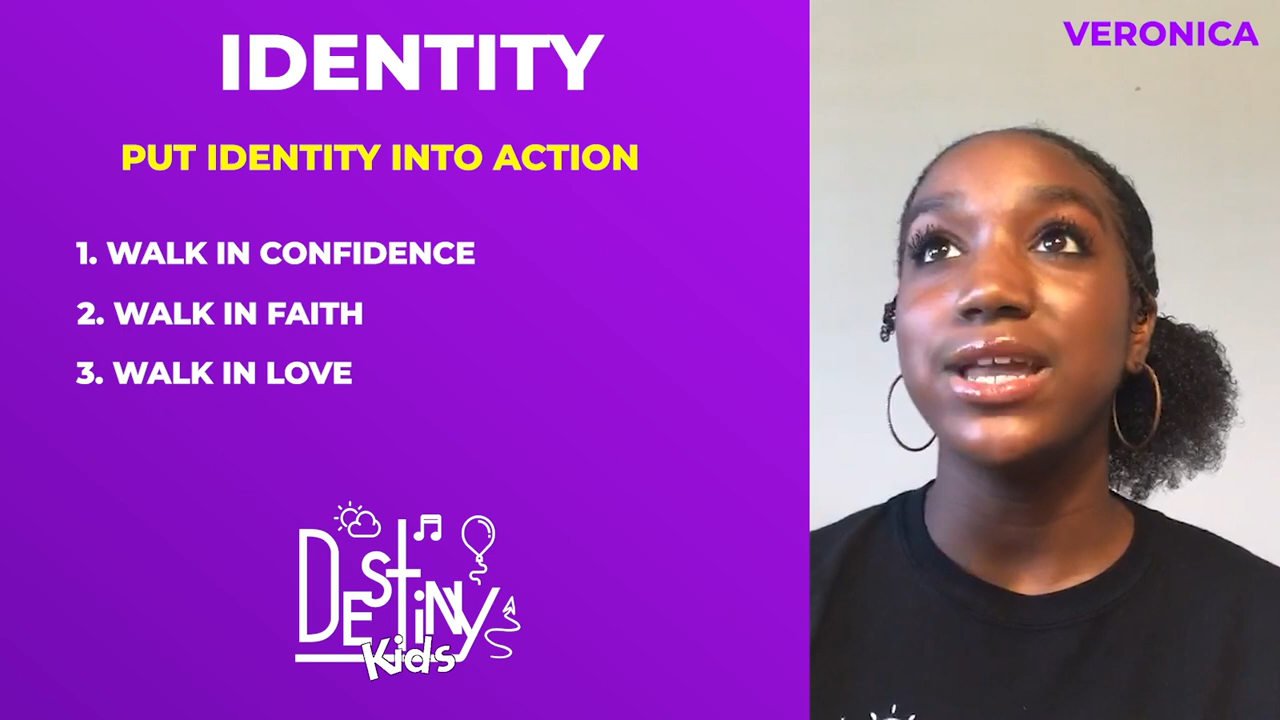 IDENTITY
VERONICA
PUT IDENTITY INTO ACTION
1. WALK IN CONFIDENCE
2. WALK IN FAITH
3. WALK IN LOVE
DEstiNy
Kids